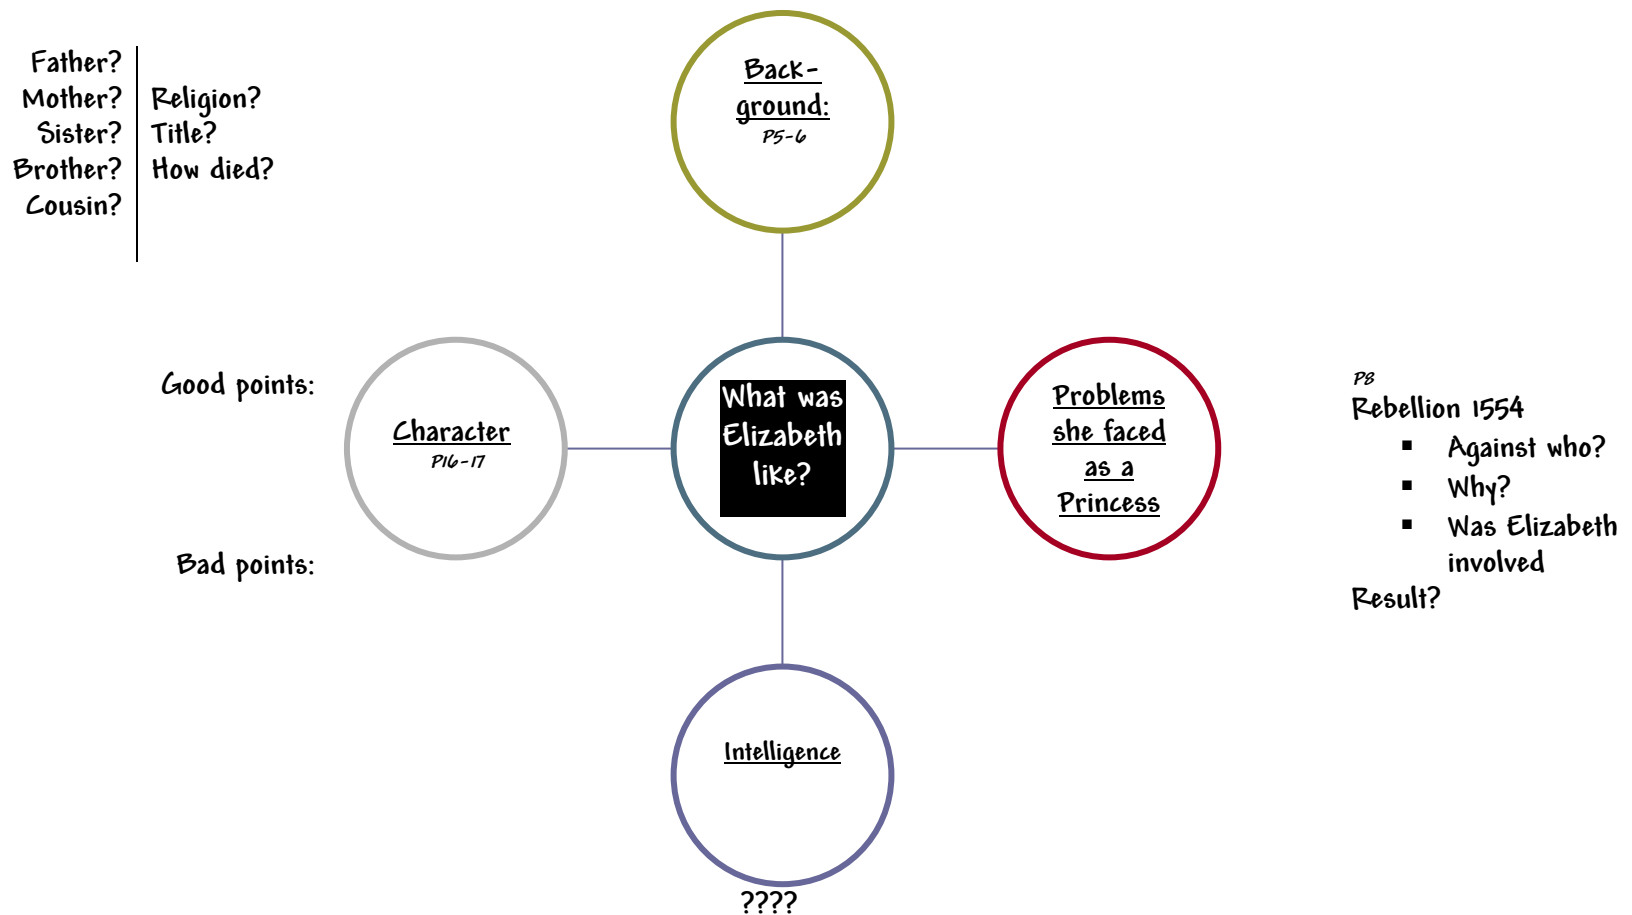 Father?
Mother?
Sister?
Brother?
Cousin?
Religion?
Title?
How died?
Back-
ground:
P5-6
Good points:
Bad points:
Character
P16-17
What was
Elizabeth
like?
Problems
she faced
as a
Princess
P8
Rebellion 1554
▪ Against who?
▪ Why?
▪ Was Elizabeth
involved
Result?
Intelligence
????